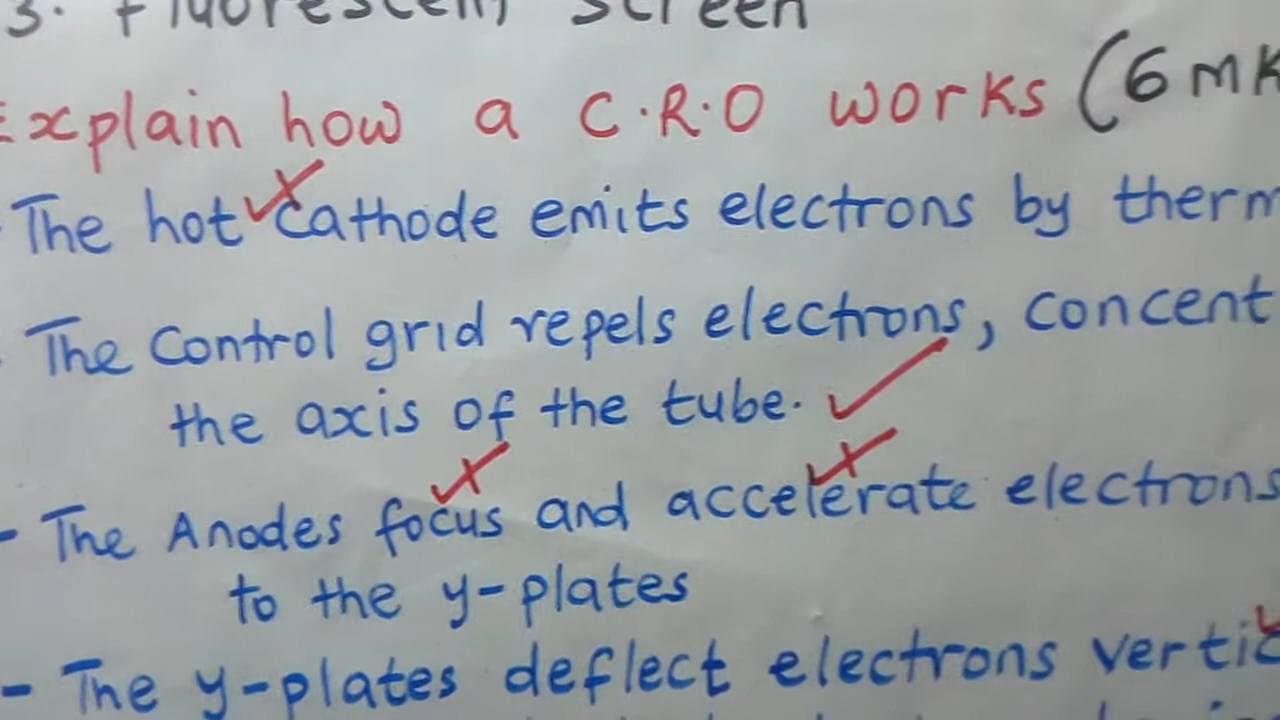 3. Fluorescent screen
Explain how a C.R.O works (6 mk
The hot cathode emits electrons by therm
- The Control grid repels electrons, concent
the axis of the tube.
- The Anodes focus and accelerate electrons
to the y-plates
- The y-plates deflect electrons vertic